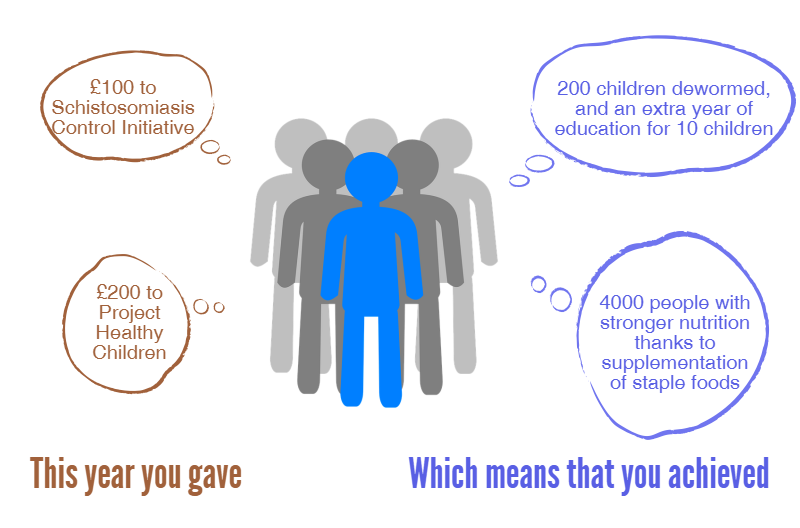 £100 to
Schistosomiasis
Control Initiative
200 children dewormed,
and an extra year of
education for 10 children
£200 to
Project
Healthy
Children
4000 people with
stronger nutrition
thanks to
supplementation
of staple foods
This year you gave
Which means that you achieved